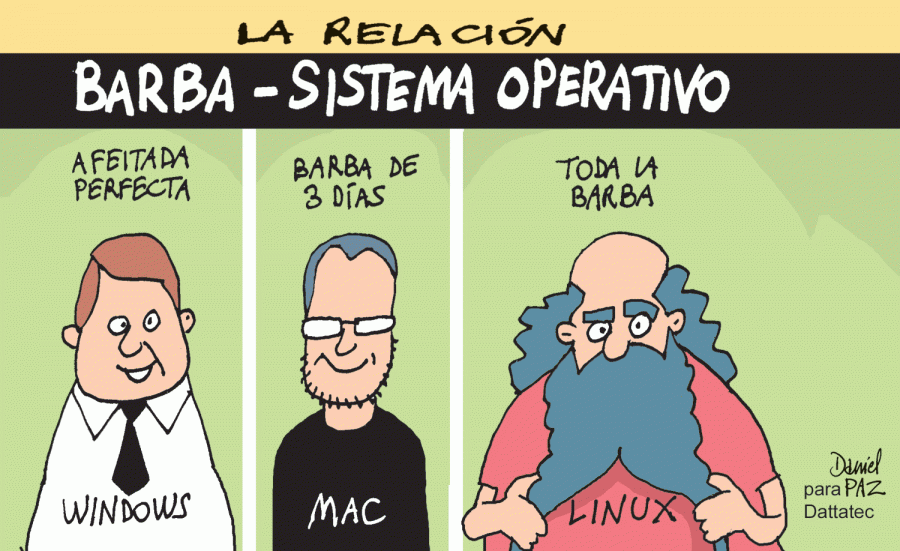 LA RELACIÓN
BARBA - SISTEMA OPERATIVO
AFEITADA
PERFECTA
WINDOWS
BARBA DE
3 DÍAS
MAC
TODA LA
BARBA
LINUX
Daniel
para PAZ
Dattatec